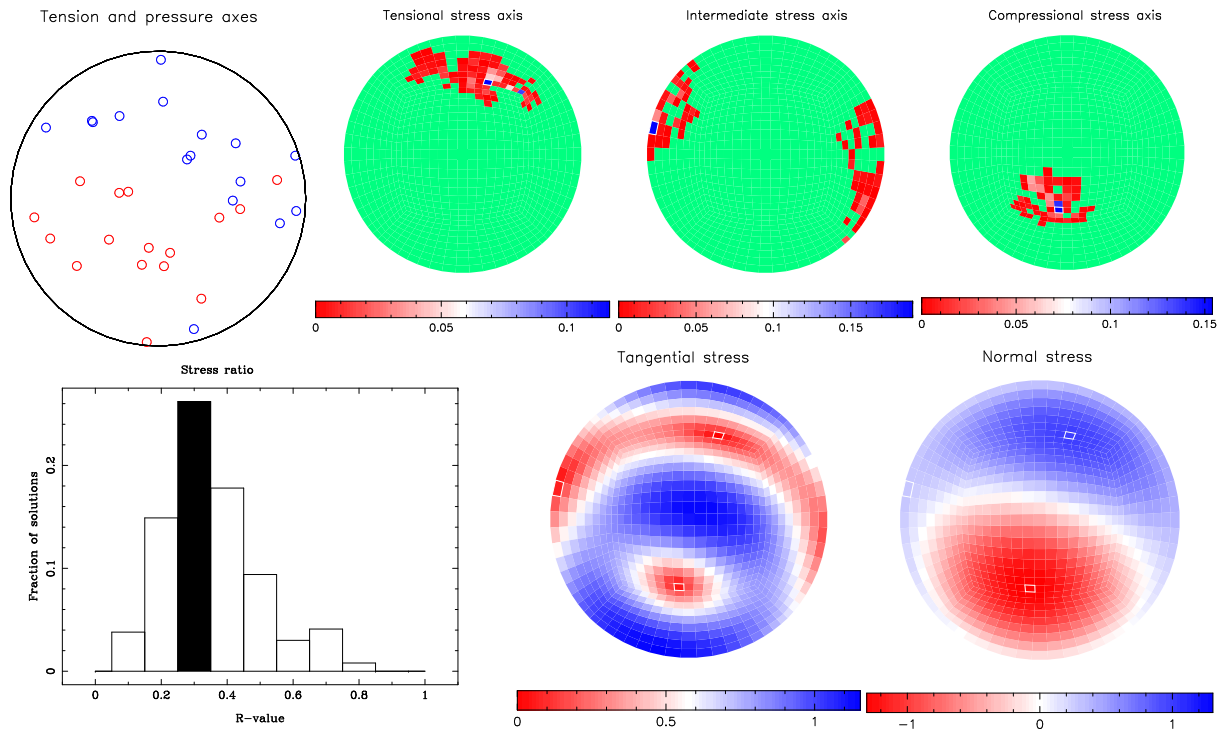 Tension and pressure axes
Tensional stress axis
Intermediate stress axis
Compressional stress axis
0 0.05 0.1
0 0.05 0.1 0.15
0 0.05 0.1 0.15
Stress ratio
Fraction of solutions
0 0.1 0.2
0 0.2 0.4 0.6 0.8 1
R-value
Tangential stress
Normal stress
0 0.5 1
−1 0 1